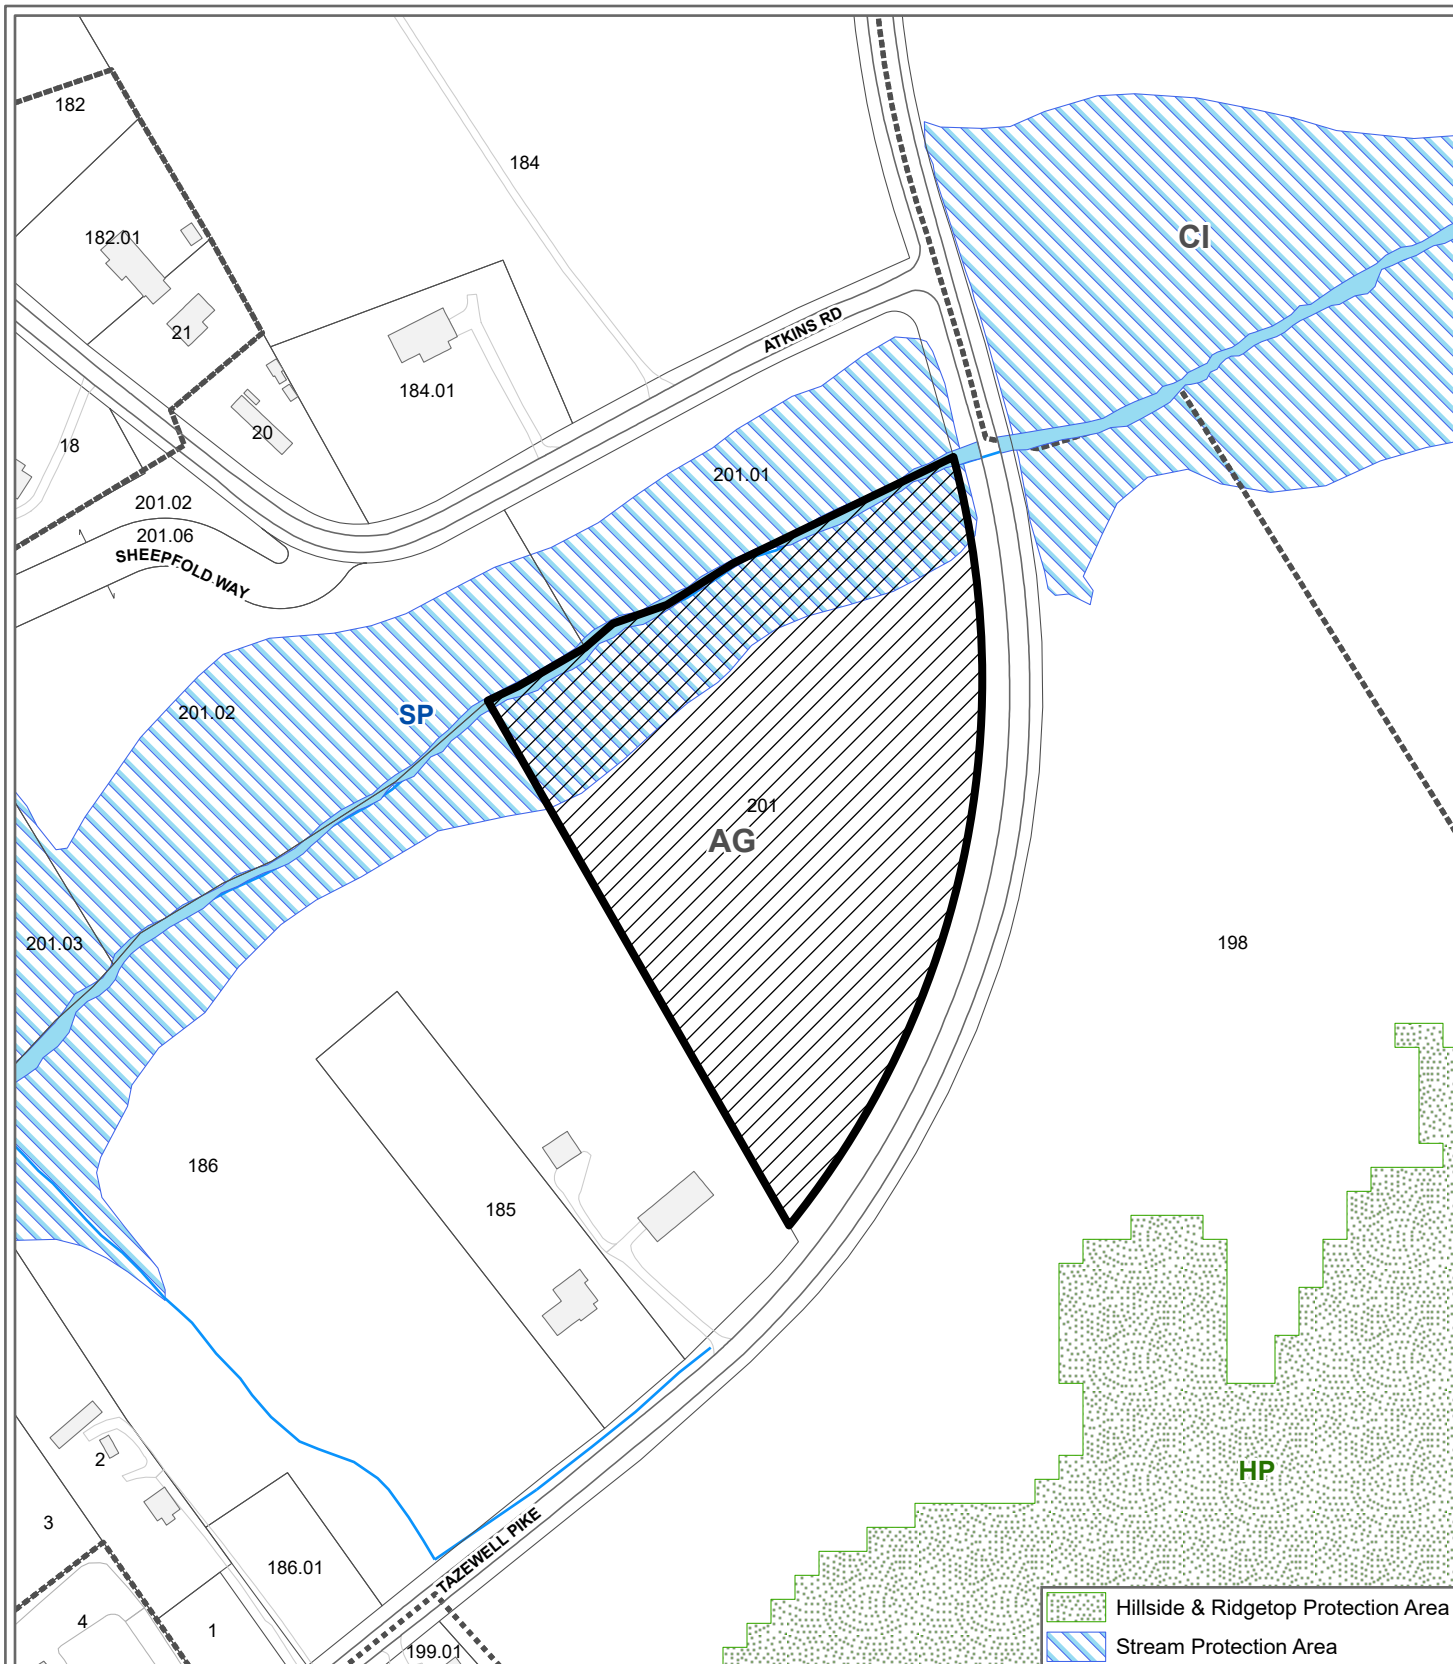 182
184
182.01
CI
21
ATKINS RD
184.01
20
18
201.01
201.02
201.06
SHEEPFOLD WAY
201.02
SP
201
AG
201.03
198
186
185
HP
2
3
TAZEWELL PIKE
186.01
4
1
199.01
Hillside & Ridgetop Protection Area
Stream Protection Area